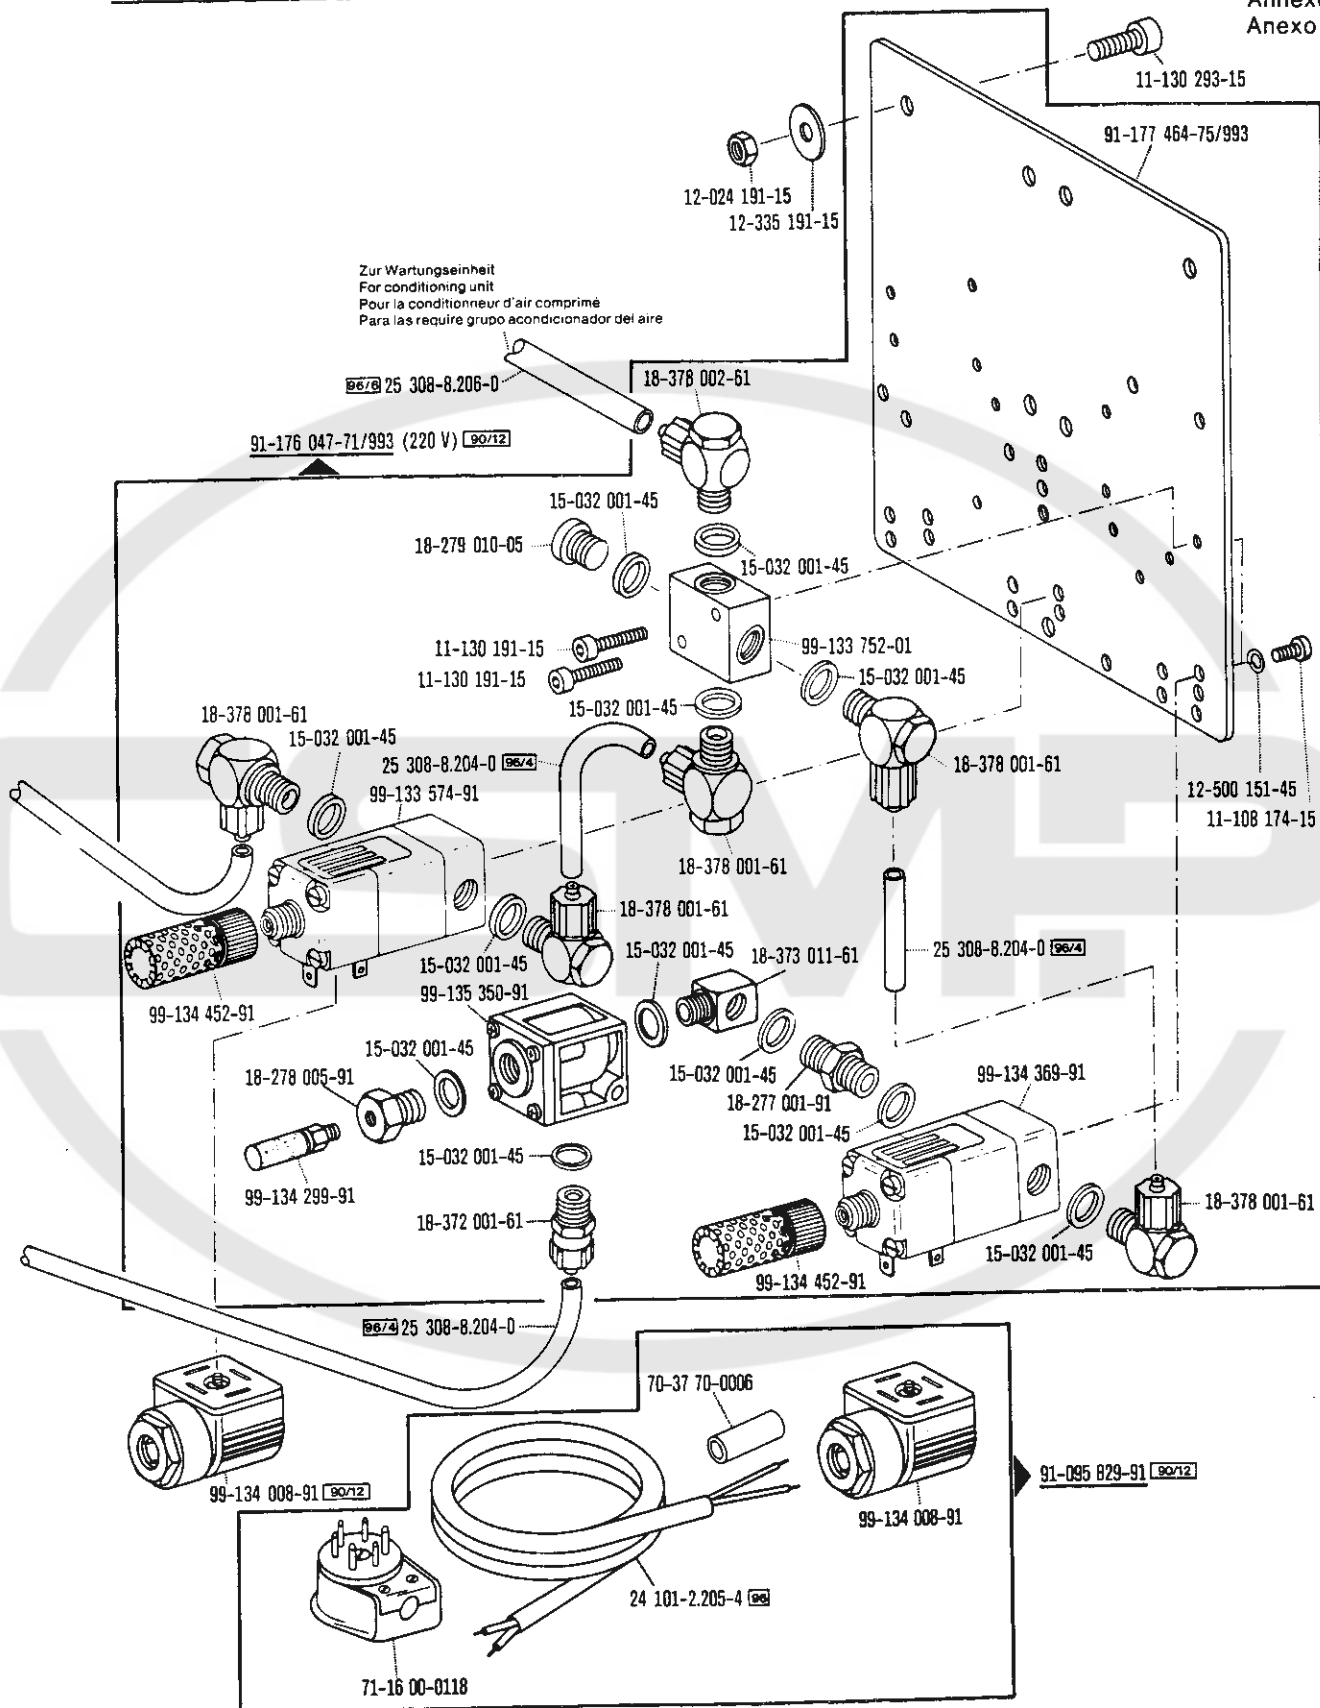 Annexe
Anexo
11-130 293-15
91-177 464-75/993
12-024 191-15
12-335 191-15
Zur Wartungseinheit
For conditioning unit
Pour la conditionneur d'air comprimé
Para las require grupo acondicionador del aire
96/6 25 308-8.206-0
18-378 002-61
91-176 047-71/993 (220 V) 90/12
15-032 001-45
18-279 010-05
15-032 001-45
11-130 191-15
99-133 752-01
11-130 191-15
15-032 001-45
15-032 001-45
18-378 001-61
15-032 001-45
25 308-8.204-0 96/4
18-378 001-61
99-133 574-91
12-500 151-45
11-108 174-15
18-378 001-61
18-378 001-61
15-032 001-45
15-032 001-45
18-373 011-61
25 308-8.204-0 96/4
99-135 350-91
99-134 452-91
15-032 001-45
18-278 005-91
15-032 001-45
99-134 369-91
18-277 001-91
15-032 001-45
15-032 001-45
99-134 299-91
18-372 001-61
18-378 001-61
15-032 001-45
99-134 452-91
96/4 25 308-8.204-0
70-37 70-0006
91-095 829-91 90/12
99-134 008-91 90/12
99-134 008-91
24 101-2.205-4 96
71-16 00-0118
GSMP